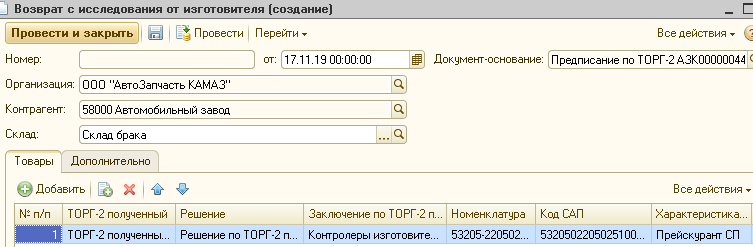 Возврат с исследования от изготовителя (создание)
Провести и закрыть Провести Перейти Все действия
Номер: от: 17.11.19 00:00:00 Документ-основание: Предписание по ТОРГ-2 АЗК00000044
Организация: ООО "АвтоЗапчасть КАМАЗ"
Контрагент: 58000 Автомобильный завод
Склад: Склад брака ...
Товары Дополнительно
Добавить Все действия
№ п/п ТОРГ-2 полученный Решение Заключение по ТОРГ-2 п... Номенклатура Код САП Характеристика...
1 ТОРГ-2 полученны... Решение по ТОРГ-2 п... Контролеры изготовите... 53205-220502... 5320502205025100... Прейскурант СП